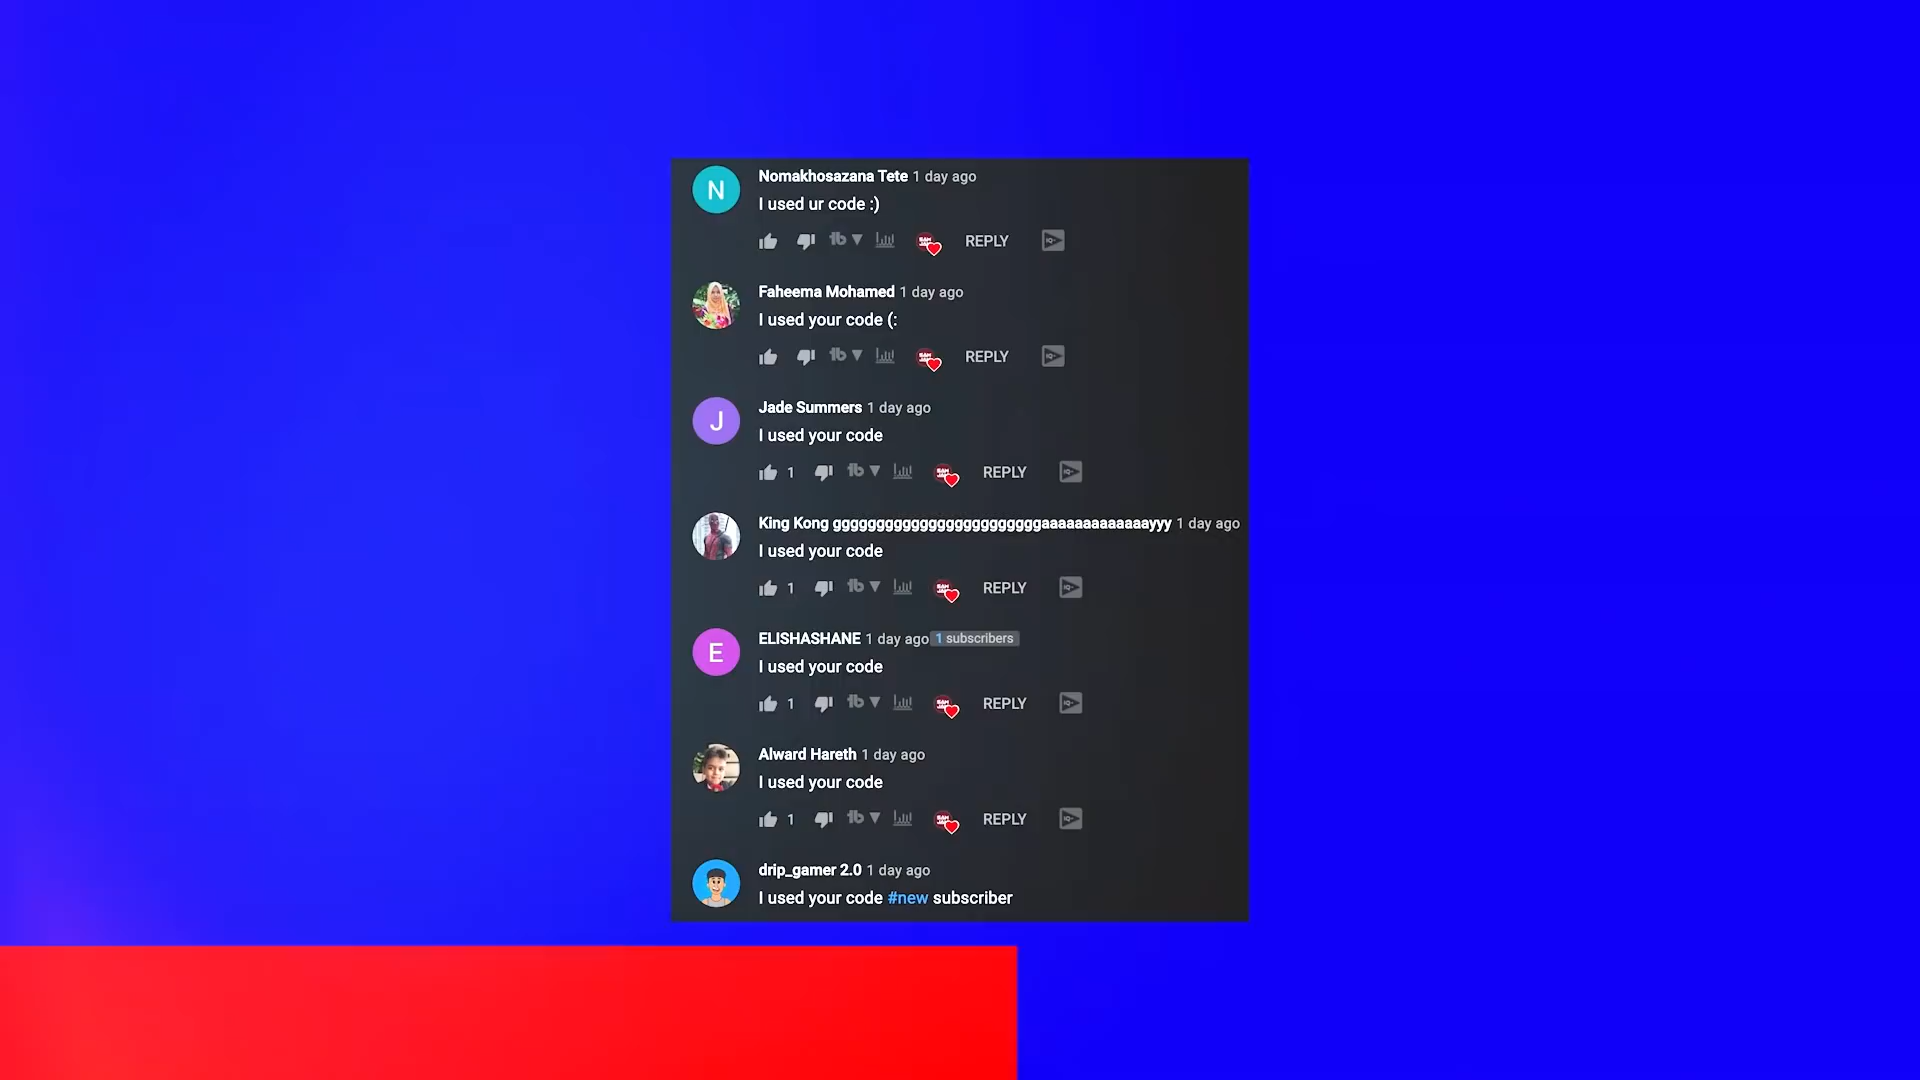 N
Nomakhosazana Tete 1 day ago
I used ur code :)
REPLY
Faheema Mohamed 1 day ago
I used your code (:
REPLY
J
Jade Summers 1 day ago
I used your code
1 REPLY
King Kong ggggggggggggggggggggggggaaaaaaaaaaaaaayyy 1 day ago
I used your code
1 REPLY
E
ELISHASHANE 1 day ago 1 subscribers
I used your code
1 REPLY
Alward Hareth 1 day ago
I used your code
1 REPLY
drip_gamer 2.0 1 day ago
I used your code #new subscriber